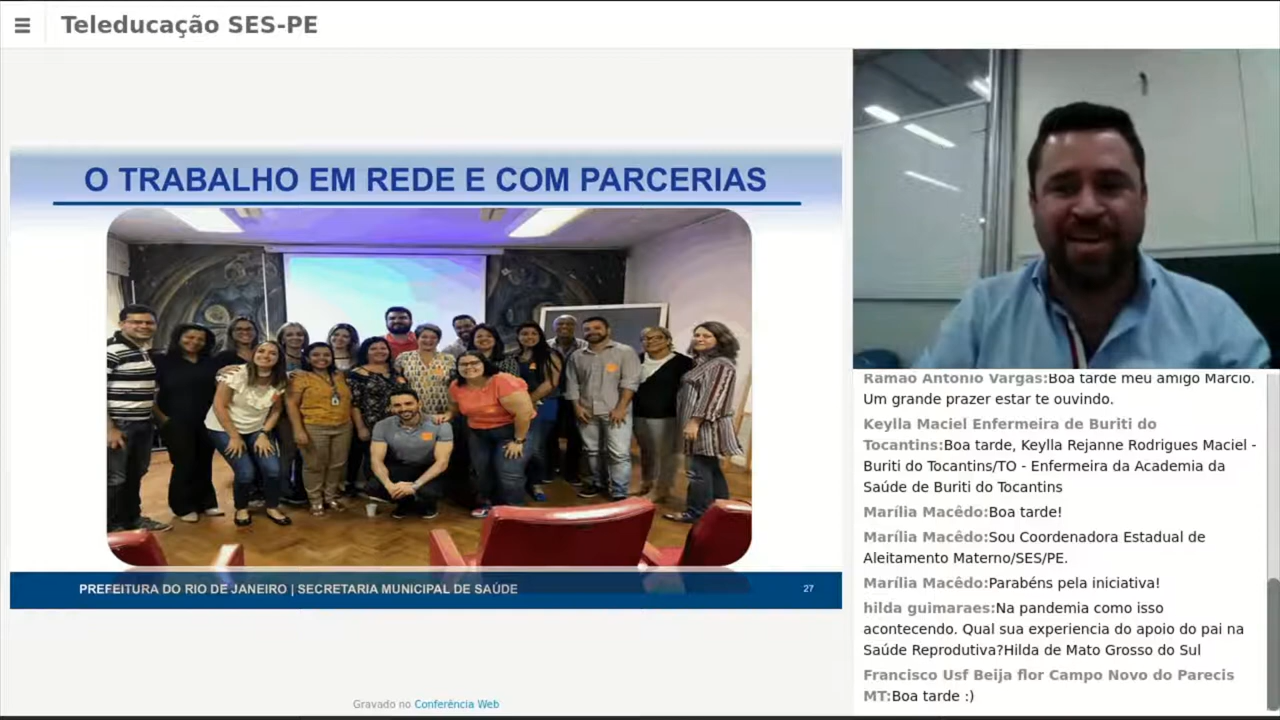 Teleducação SES-PE
O TRABALHO EM REDE E COM PARCERIAS
PREFEITURA DO RIO DE JANEIRO | SECRETARIA MUNICIPAL DE SAÚDE
27
Gravado no Conferência Web
Ramao Antonio Vargas:Boa tarde meu amigo Marcio.
Um grande prazer estar te ouvindo.
Keylla Maciel Enfermeira de Buriti do
Tocantins:Boa tarde, Keylla Rejanne Rodrigues Maciel -
Buriti do Tocantins/TO - Enfermeira da Academia da
Saúde de Buriti do Tocantins
Marília Macêdo:Boa tarde!
Marília Macêdo:Sou Coordenadora Estadual de
Aleitamento Materno/SES/PE.
Marília Macêdo:Parabéns pela iniciativa!
hilda guimaraes:Na pandemia como isso
acontecendo. Qual sua experiencia do apoio do pai na
Saúde Reprodutiva?Hilda de Mato Grosso do Sul
Francisco Usf Beija flor Campo Novo do Parecis
MT:Boa tarde :)